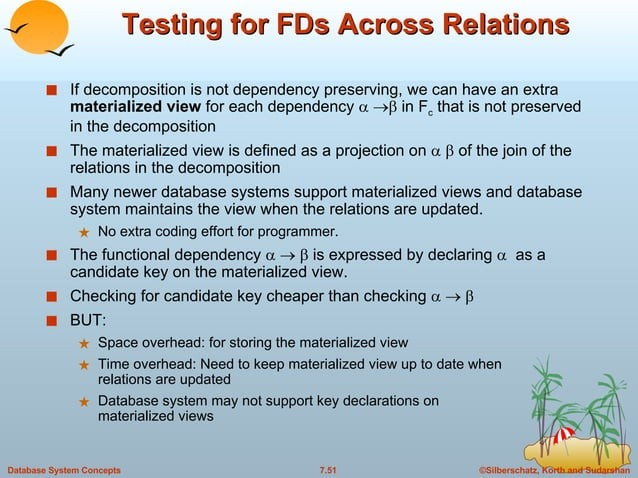 Testing for FDs Across Relations
If decomposition is not dependency preserving, we can have an extra
materialized view for each dependency α →β in Fc that is not preserved
in the decomposition
The materialized view is defined as a projection on α β of the join of the
relations in the decomposition
Many newer database systems support materialized views and database
system maintains the view when the relations are updated.
No extra coding effort for programmer.
The functional dependency α → β is expressed by declaring α as a
candidate key on the materialized view.
Checking for candidate key cheaper than checking α → β
BUT:
Space overhead: for storing the materialized view
Time overhead: Need to keep materialized view up to date when
relations are updated
Database system may not support key declarations on
materialized views
Database System Concepts
7.51
©Silberschatz, Korth and Sudarshan